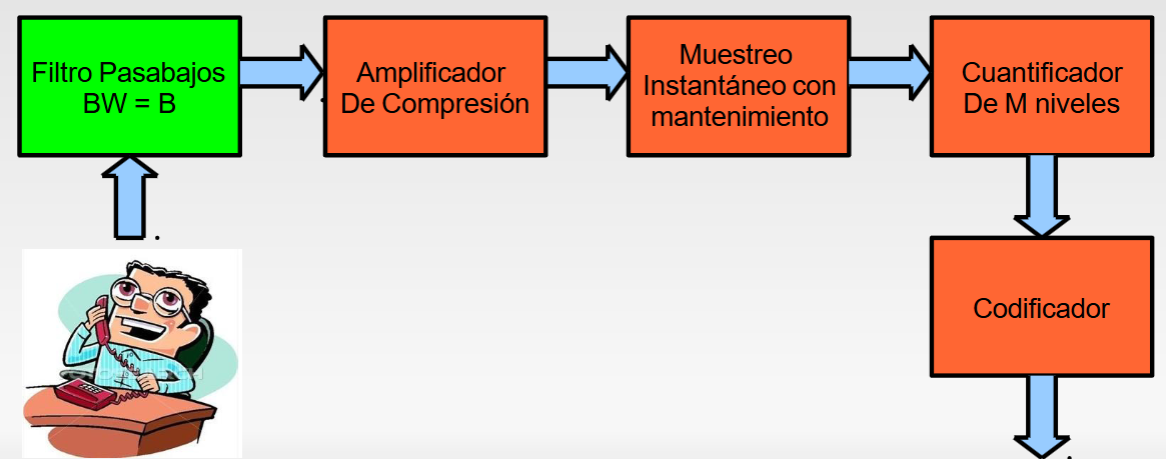 Filtro Pasabajos
BW = B
Amplificador
De Compresión
Muestreo
Instantáneo con
mantenimiento
Cuantificador
De M niveles
Codificador